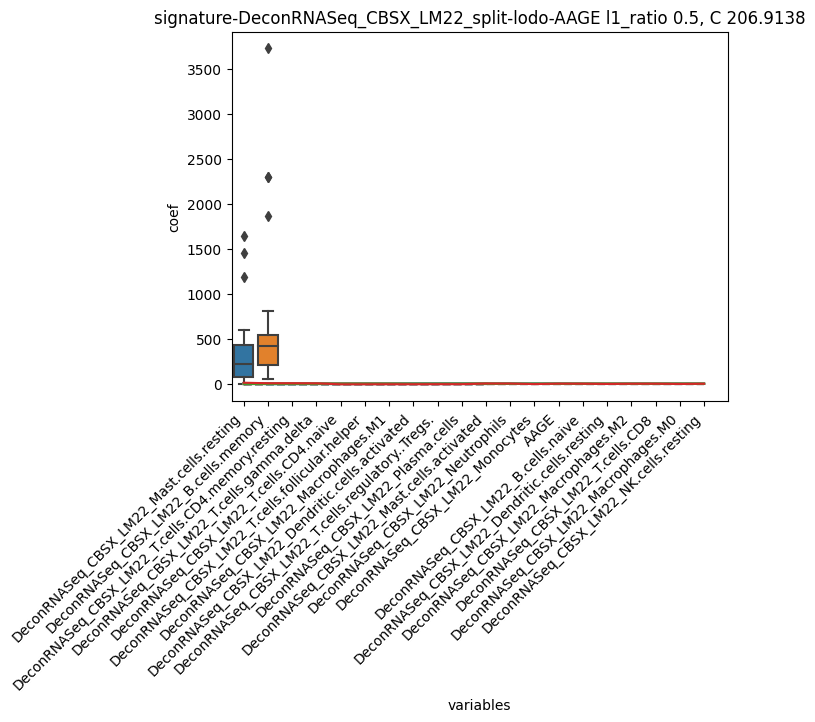 signature-DeconRNASeq_CBSX_LM22_split-lodo-AAGE l1_ratio 0.5, C 206.9138
coef
3500
3000
2500
2000
1500
1000
500
0
DeconRNASeq_CBSX_LM22_Mast.cells.resting
DeconRNASeq_CBSX_LM22_B.cells.memory
DeconRNASeq_CBSX_LM22_T.cells.CD4.memory.resting
DeconRNASeq_CBSX_LM22_T.cells.gamma.delta
DeconRNASeq_CBSX_LM22_T.cells.CD4.naive
DeconRNASeq_CBSX_LM22_T.cells.follicular.helper
DeconRNASeq_CBSX_LM22_Macrophages.M1
DeconRNASeq_CBSX_LM22_Dendritic.cells.activated
DeconRNASeq_CBSX_LM22_T.cells.regulatory..Tregs.
DeconRNASeq_CBSX_LM22_Plasma.cells
DeconRNASeq_CBSX_LM22_Mast.cells.activated
DeconRNASeq_CBSX_LM22_Neutrophils
DeconRNASeq_CBSX_LM22_Monocytes
AAGE
DeconRNASeq_CBSX_LM22_B.cells.naive
DeconRNASeq_CBSX_LM22_Dendritic.cells.resting
DeconRNASeq_CBSX_LM22_Macrophages.M2
DeconRNASeq_CBSX_LM22_T.cells.CD8
DeconRNASeq_CBSX_LM22_Macrophages.M0
DeconRNASeq_CBSX_LM22_NK.cells.resting
variables